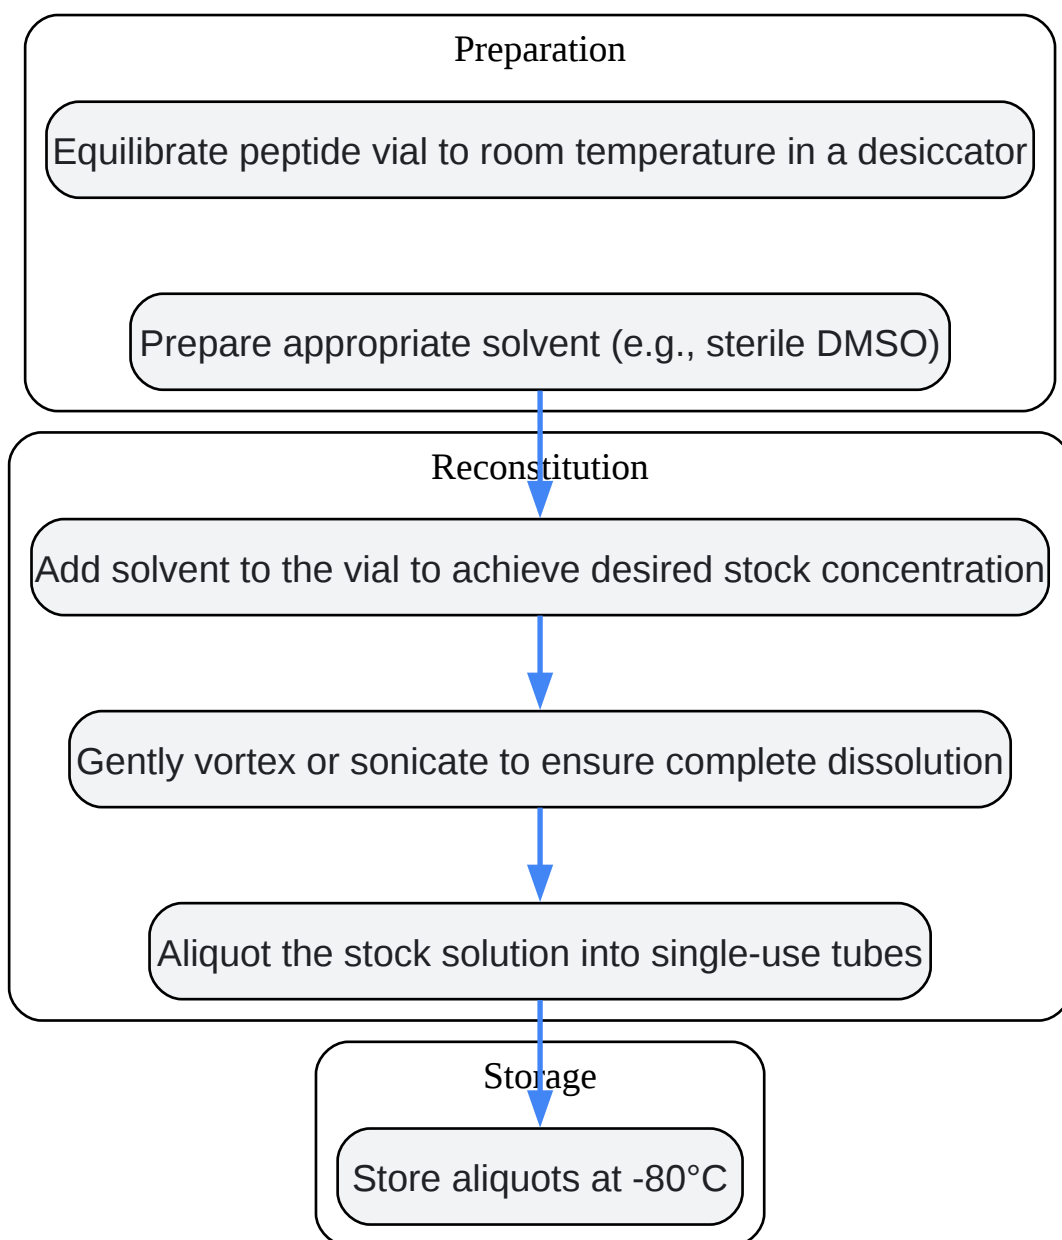 Preparation
Equilibrate peptide vial to room temperature in a desiccator
Prepare appropriate solvent (e.g., sterile DMSO)
Reconstitution
Add solvent to the vial to achieve desired stock concentration
Gently vortex or sonicate to ensure complete dissolution
Aliquot the stock solution into single-use tubes
Storage
Store aliquots at -80°C